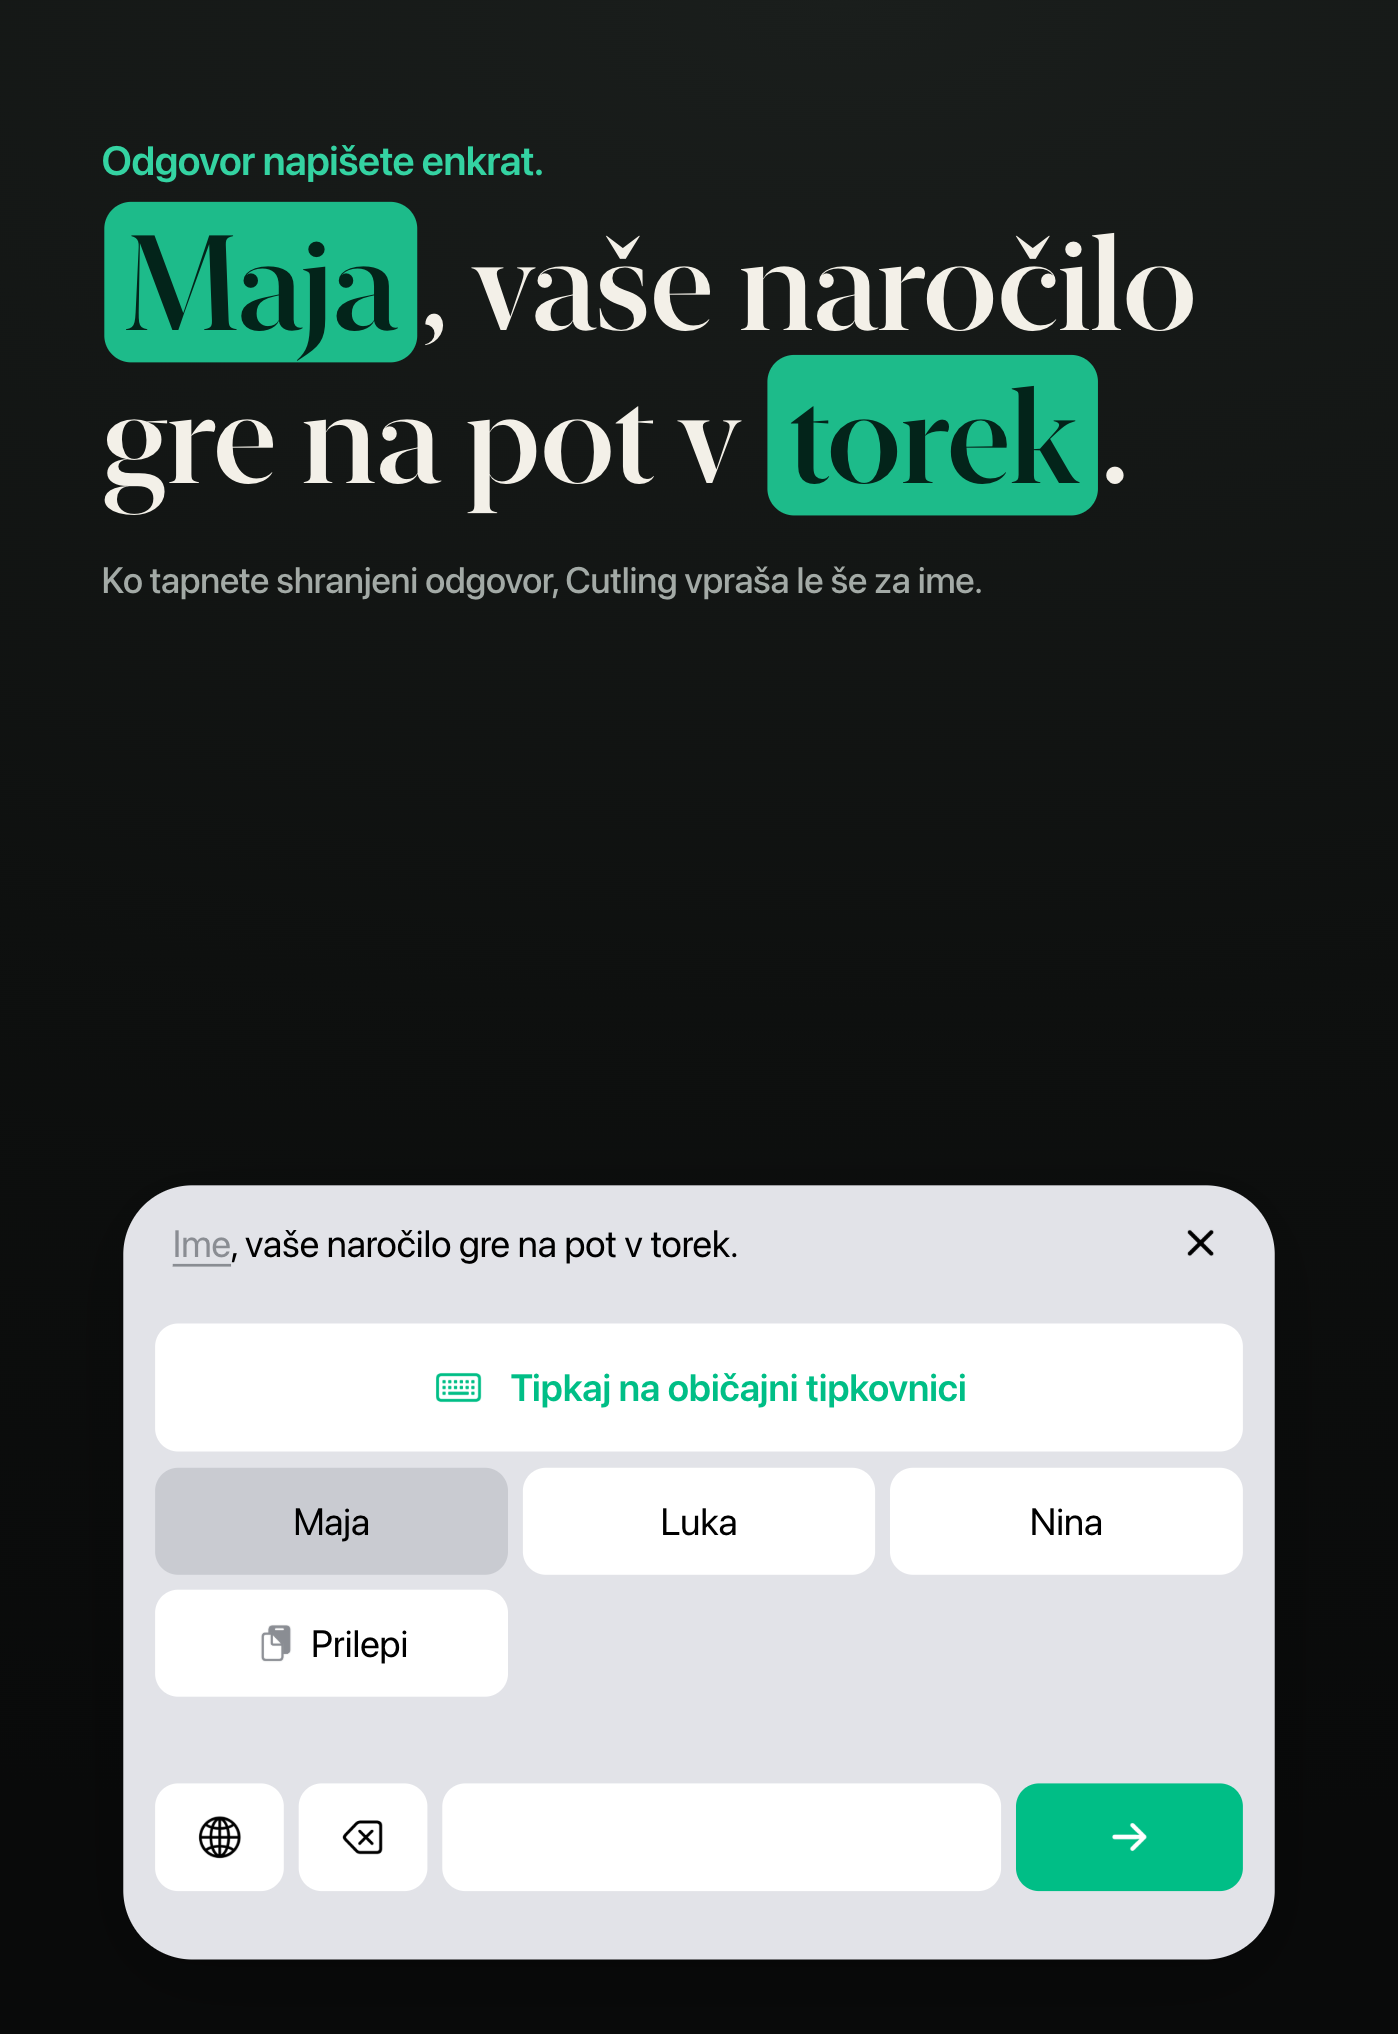 Odgovor napišete enkrat.
Maja, vaše naročilo
gre na pot v torek.
Ko tapnete shranjeni odgovor, Cutling vpraša le še za ime.
Ime, vaše naročilo gre na pot v torek.
Tipkaj na običajni tipkovnici
Maja
Luka
Nina
Prilepi